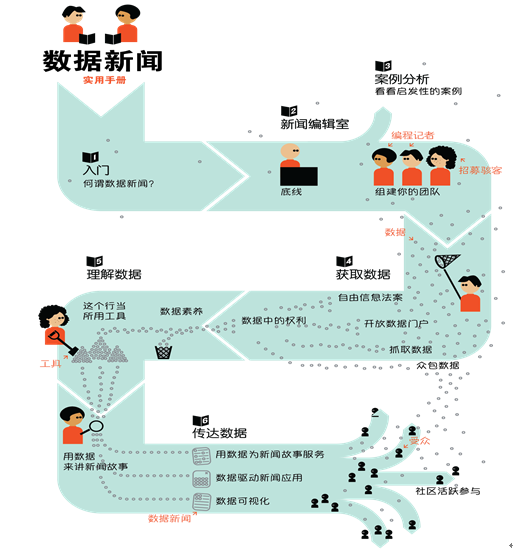 数据新闻
实用手册
1
入门
何谓数据新闻?
2
新闻编辑室
底线
3
案例分析
看看启发性的案例
编程记者
招募骇客
组建你的团队
数据
4
获取数据
自由信息法案
数据中的权利
开放数据门户
抓取数据
众包数据
5
理解数据
这个行当
所用工具
数据素养
工具
用数据
来讲新闻故事
6
传达数据
用数据为新闻故事服务
数据驱动新闻应用
数据可视化
数据新闻
受众
社区活跃参与